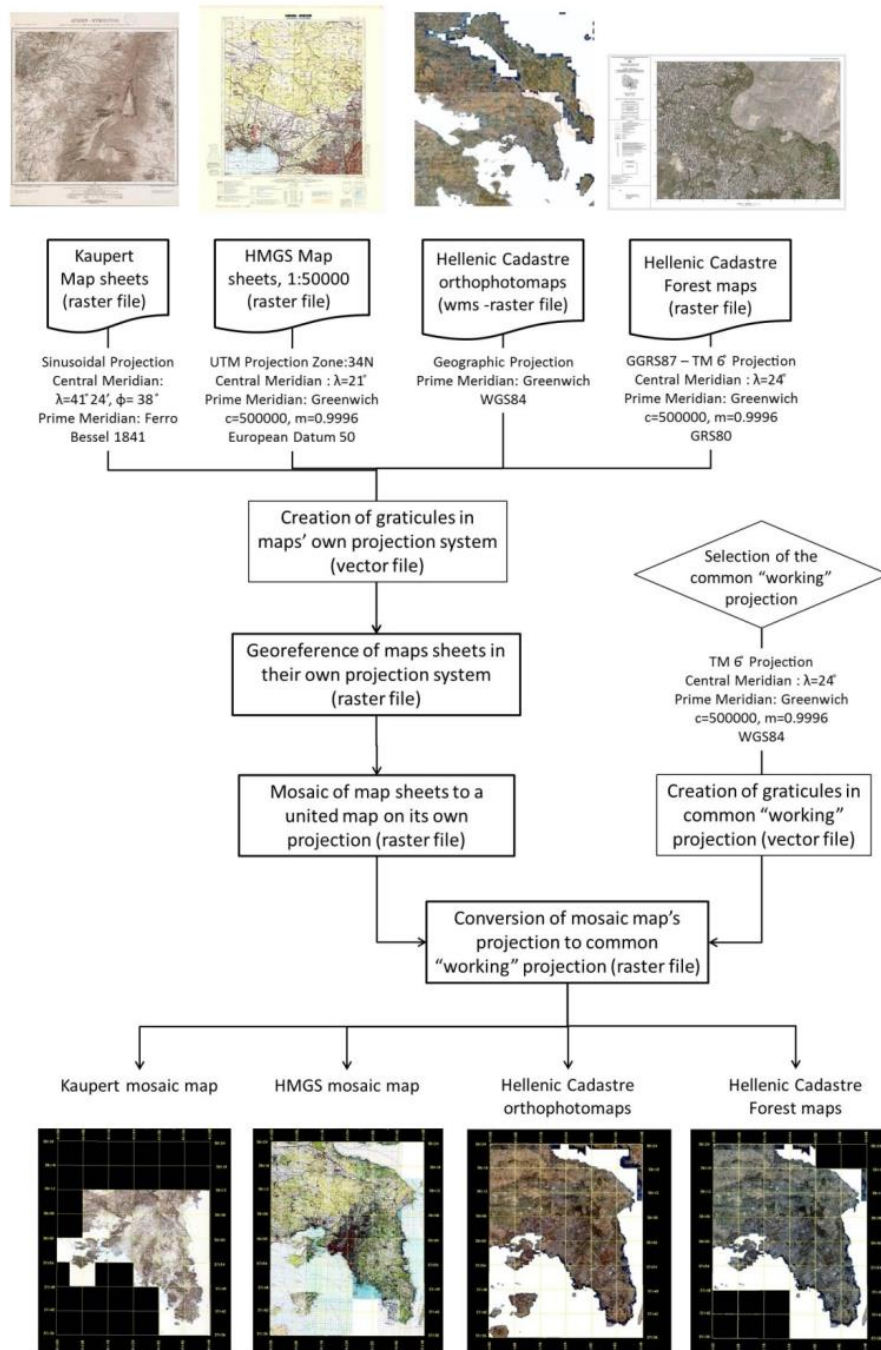 Kaupert
Map sheets
(raster file)
HMGS Map
sheets, 1:50000
(raster file)
Hellenic Cadastre
orthophotomaps
(wms -raster file)
Hellenic Cadastre
Forest maps
(raster file)
Sinusoidal Projection
Central Meridian:
λ=41°24′, φ= 38°
Prime Meridian: Ferro
Bessel 1841
UTM Projection Zone:34N
Central Meridian : λ=21°
Prime Meridian: Greenwich
c=500000, m=0.9996
European Datum 50
Geographic Projection
Prime Meridian: Greenwich
WGS84
GGRS87 – TM 6° Projection
Central Meridian : λ=24°
Prime Meridian: Greenwich
c=500000, m=0.9996
GRS80
Creation of graticules in
maps’ own projection system
(vector file)
Selection of the
common “working”
projection
Georeference of maps sheets in
their own projection system
(raster file)
TM 6° Projection
Central Meridian : λ=24°
Prime Meridian: Greenwich
c=500000, m=0.9996
WGS84
Mosaic of map sheets to a
united map on its own
projection (raster file)
Creation of graticules in
common “working”
projection (vector file)
Conversion of mosaic map’s
projection to common
“working” projection (raster file)
Kaupert mosaic map
HMGS mosaic map
Hellenic Cadastre
orthophotomaps
Hellenic Cadastre
Forest maps